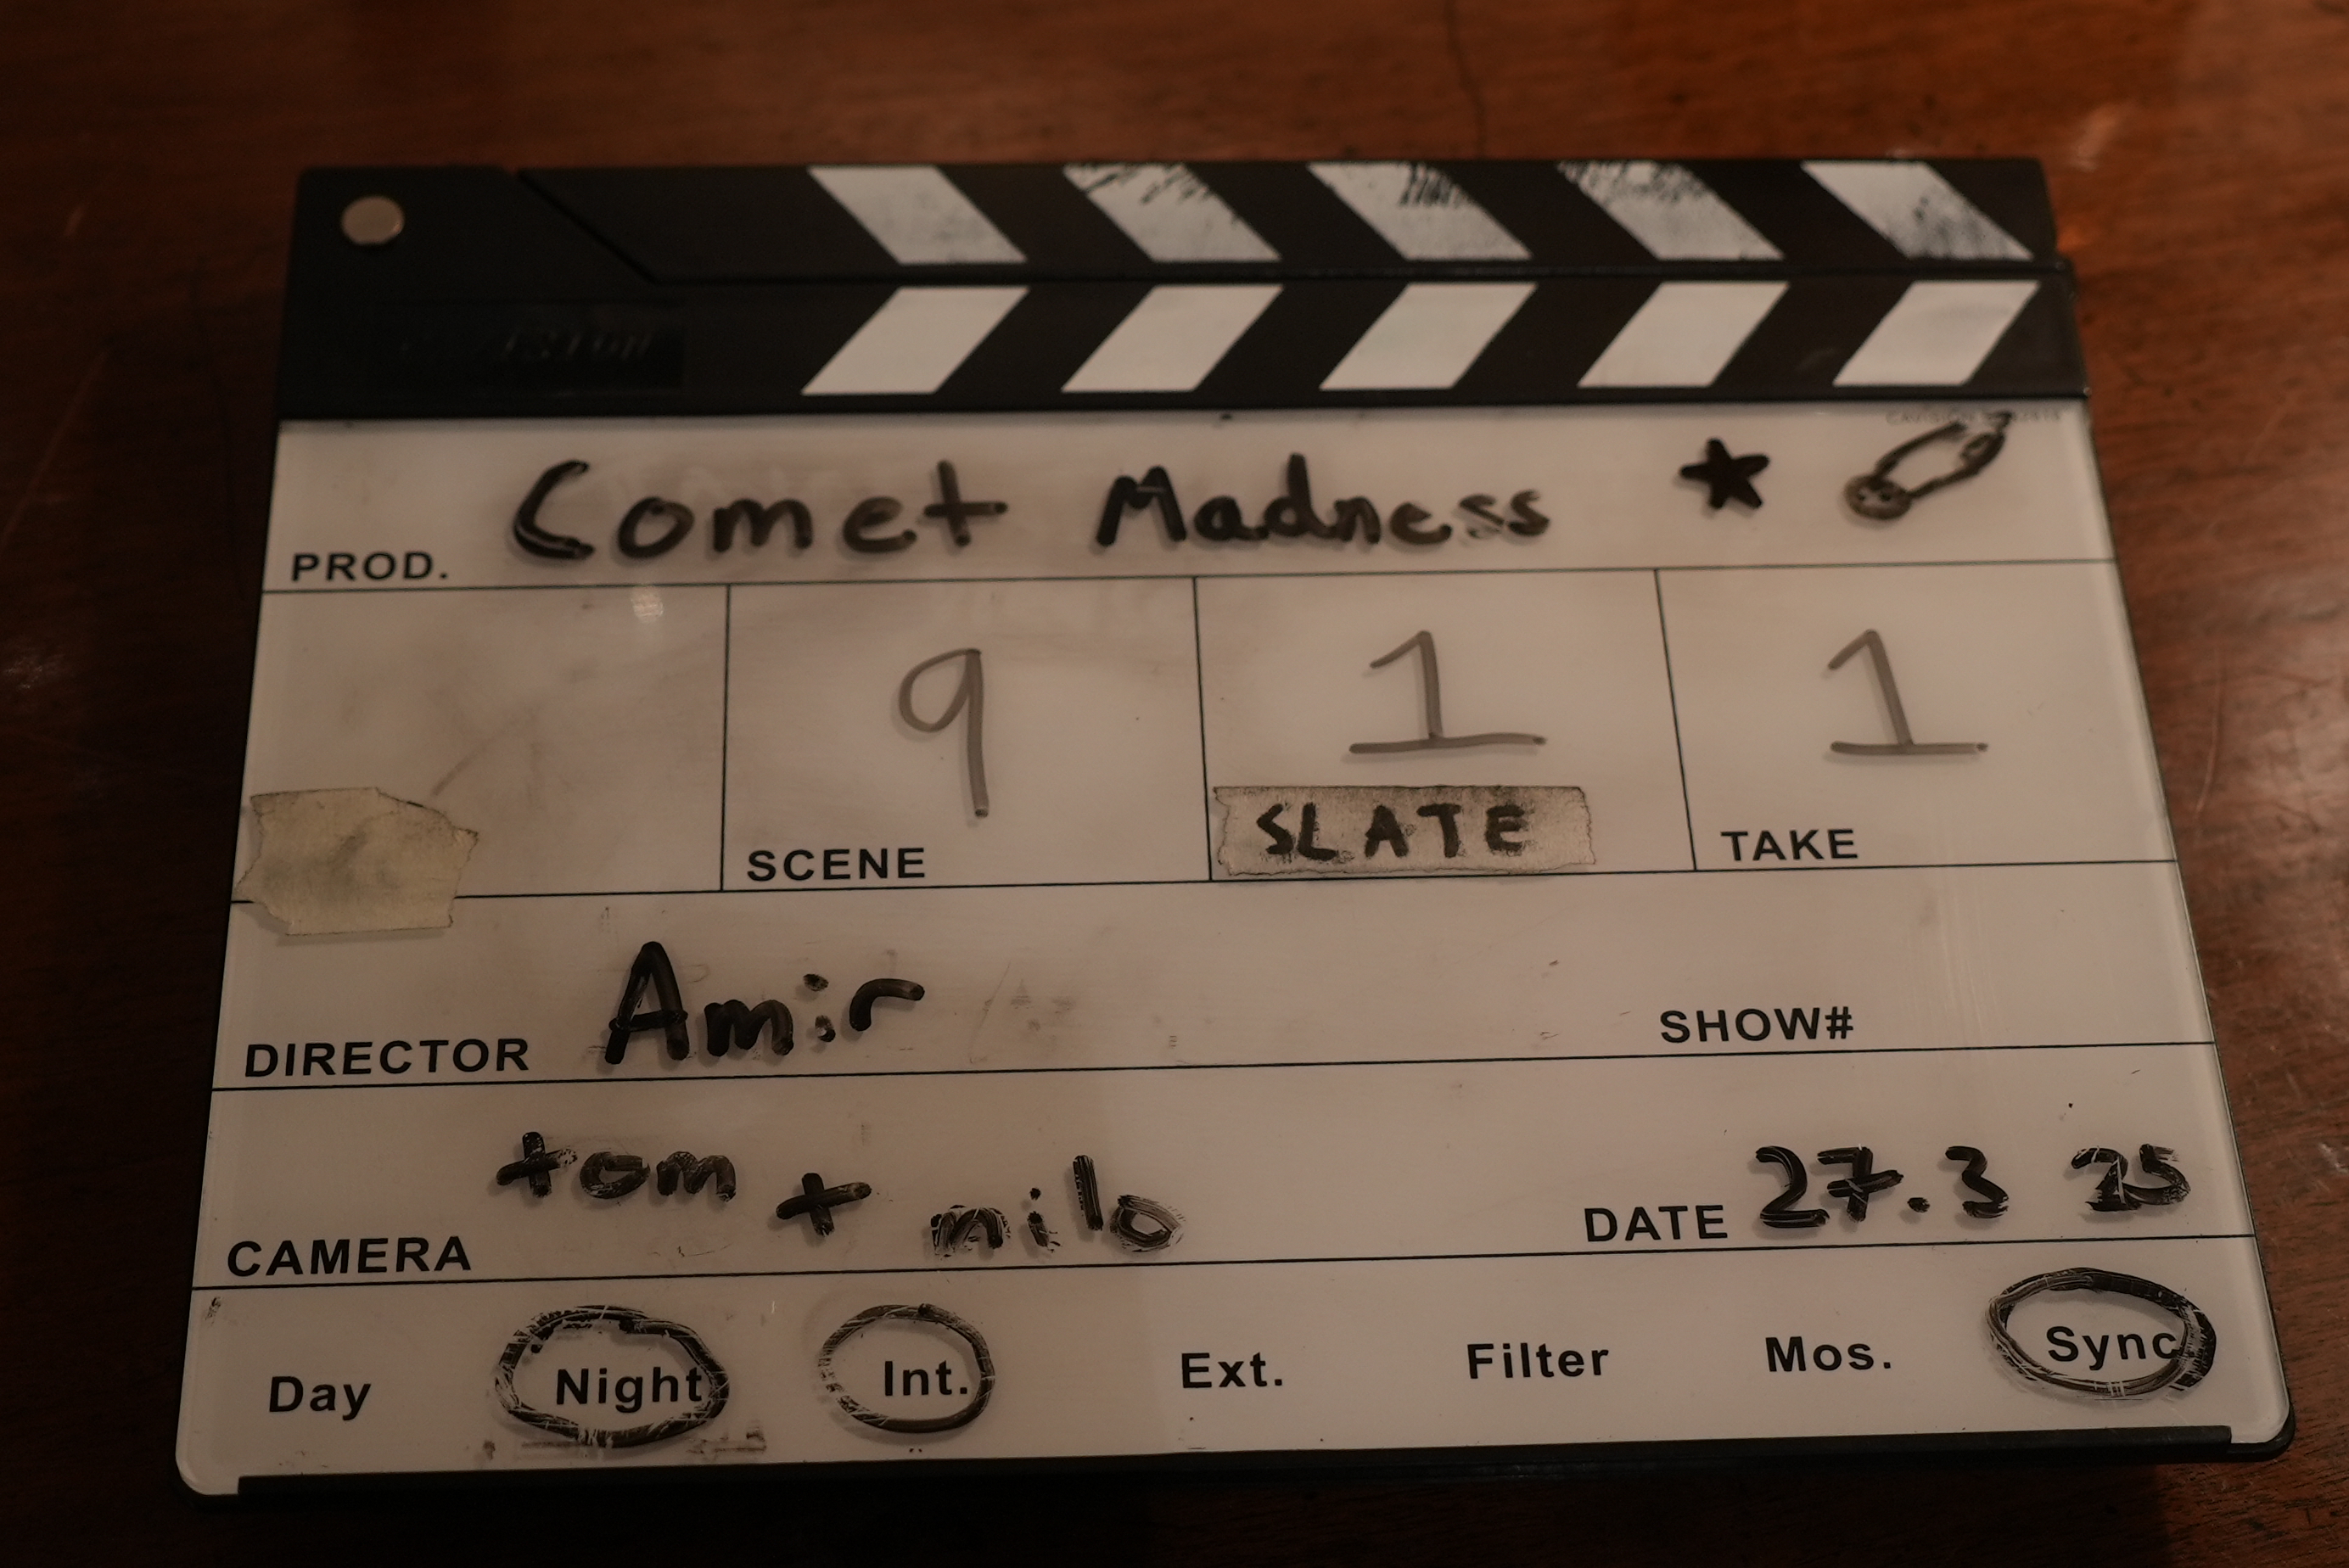 Comet Madness
PROD.
9 1 1
SCENE SLATE TAKE
Amir
DIRECTOR SHOW#
tom + milo 27.3 25
CAMERA DATE
Day Night Int. Ext. Filter Mos. Sync